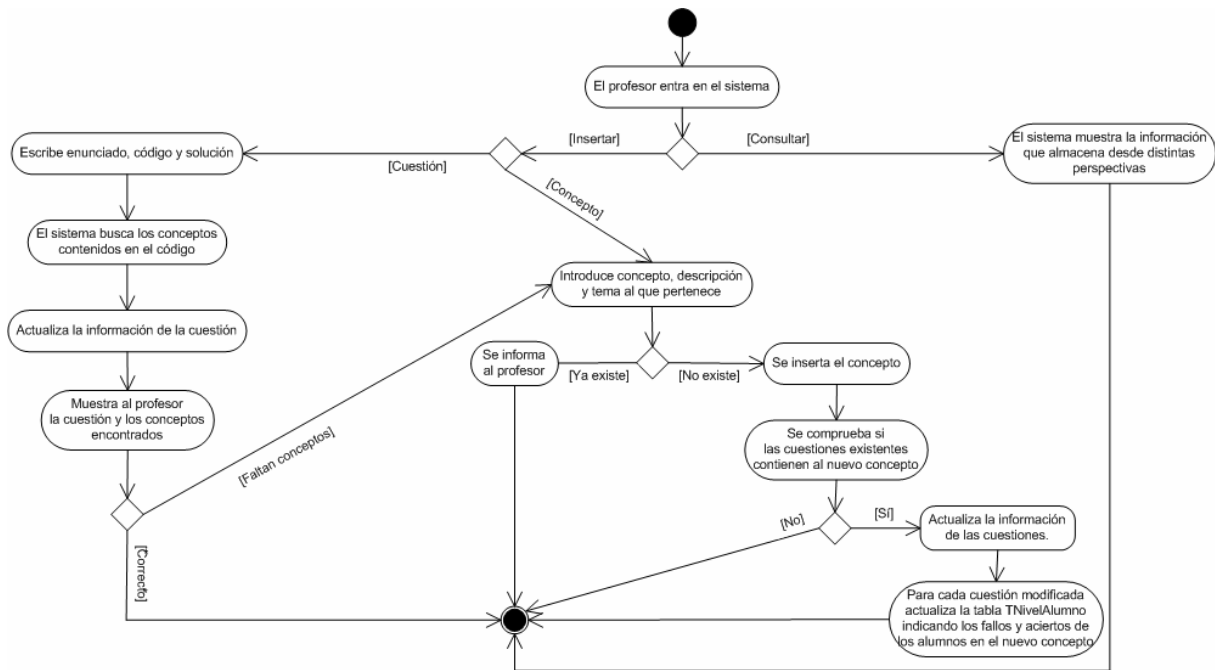 El profesor entra en el sistema
[Insertar]
[Consultar]
El sistema muestra la información
que almacena desde distintas
perspectivas
Escribe enunciado, código y solución
[Cuestión]
[Concepto]
El sistema busca los conceptos
contenidos en el código
Introduce concepto, descripción
y tema al que pertenece
Actualiza la información de la cuestión
Se informa
al profesor
[Ya existe]
[No existe]
Se inserta el concepto
Muestra al profesor
la cuestión y los conceptos
encontrados
[Faltan conceptos]
Se comprueba si
las cuestiones existentes
contienen al nuevo concepto
[No]
[Sí]
Actualiza la información
de las cuestiones.
[Correcto]
Para cada cuestión modificada
actualiza la tabla TNivelAlumno
indicando los fallos y aciertos de
los alumnos en el nuevo concepto